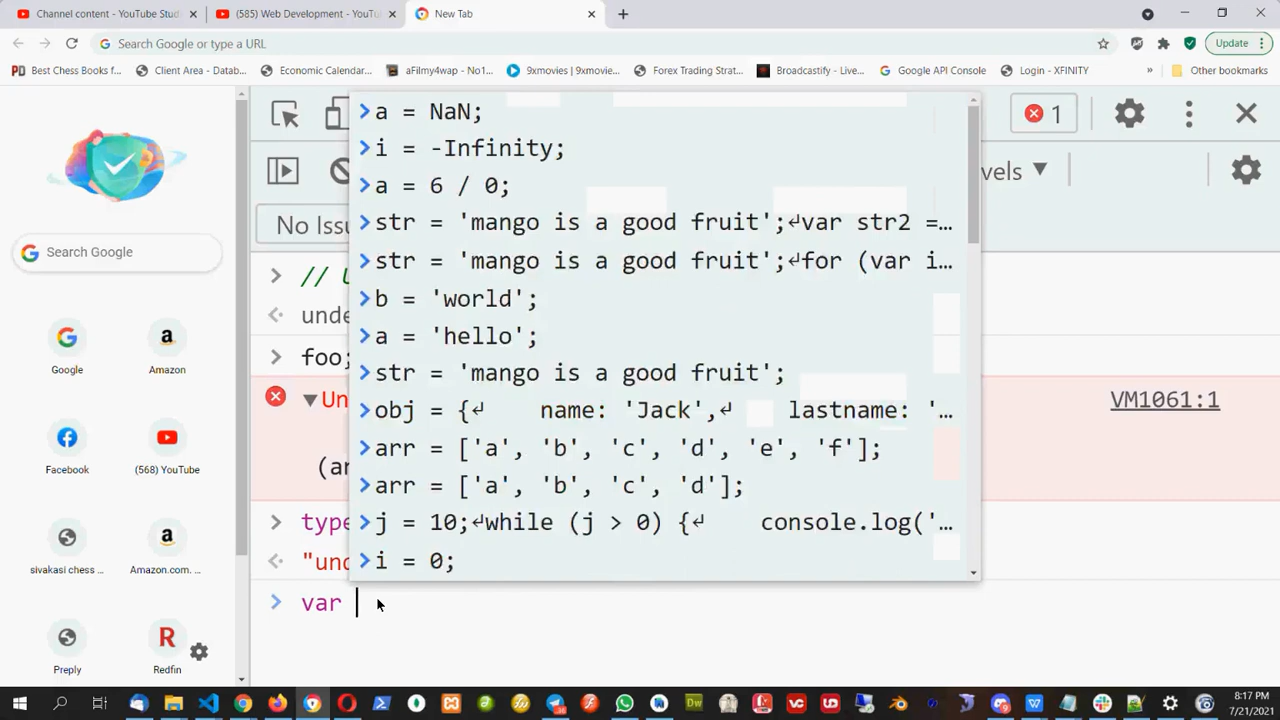 Channel content - YouTube Stud
(585) Web Development - YouTu
New Tab
Search Google or type a URL
Update
Best Chess Books f...
Client Area - Datab...
Economic Calendar...
aFilmy4wap - No1...
9xmovies | 9xmovie...
Forex Trading Strat...
Broadcastify - Live...
Google API Console
Login - XFINITY
»
Other bookmarks
1
vels ▼
No Issu
Search Google
Google
Amazon
Facebook
(568) YouTube
sivakasi chess ...
Amazon.com. ...
Preply
Redfin
a = NaN;
i = -Infinity;
a = 6 / 0;
str = 'mango is a good fruit';↵var str2 =…
str = 'mango is a good fruit';↵for (var i…
b = 'world';
a = 'hello';
str = 'mango is a good fruit';
obj = {↵    name: 'Jack',↵    lastname: '…
arr = ['a', 'b', 'c', 'd', 'e', 'f'];
arr = ['a', 'b', 'c', 'd'];
j = 10;↵while (j > 0) {↵    console.log('…
i = 0;
// U
unde
foo;
▼Un
VM1061:1
(an
type
"und
var
8:17 PM
7/21/2021